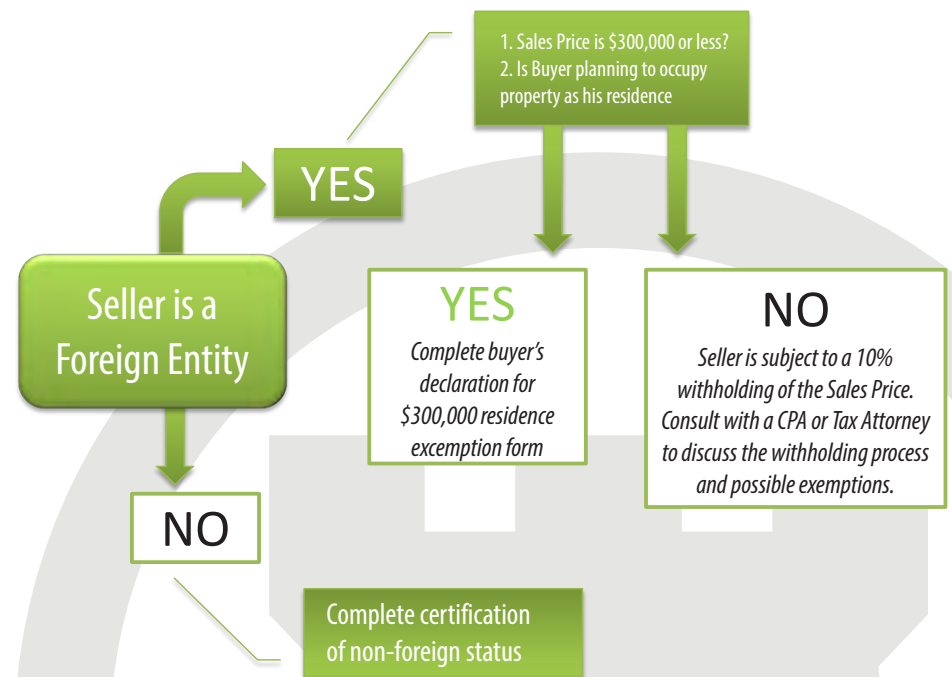 1. Sales Price is $300,000 or less?
2. Is Buyer planning to occupy
property as his residence
YES
Seller is a
Foreign Entity
YES
Complete buyer's
declaration for
$300,000 residence
excemption form
NO
Seller is subject to a 10%
withholding of the Sales Price.
Consult with a CPA or Tax Attorney
to discuss the withholding process
and possible exemptions.
NO
Complete certification
of non-foreign status